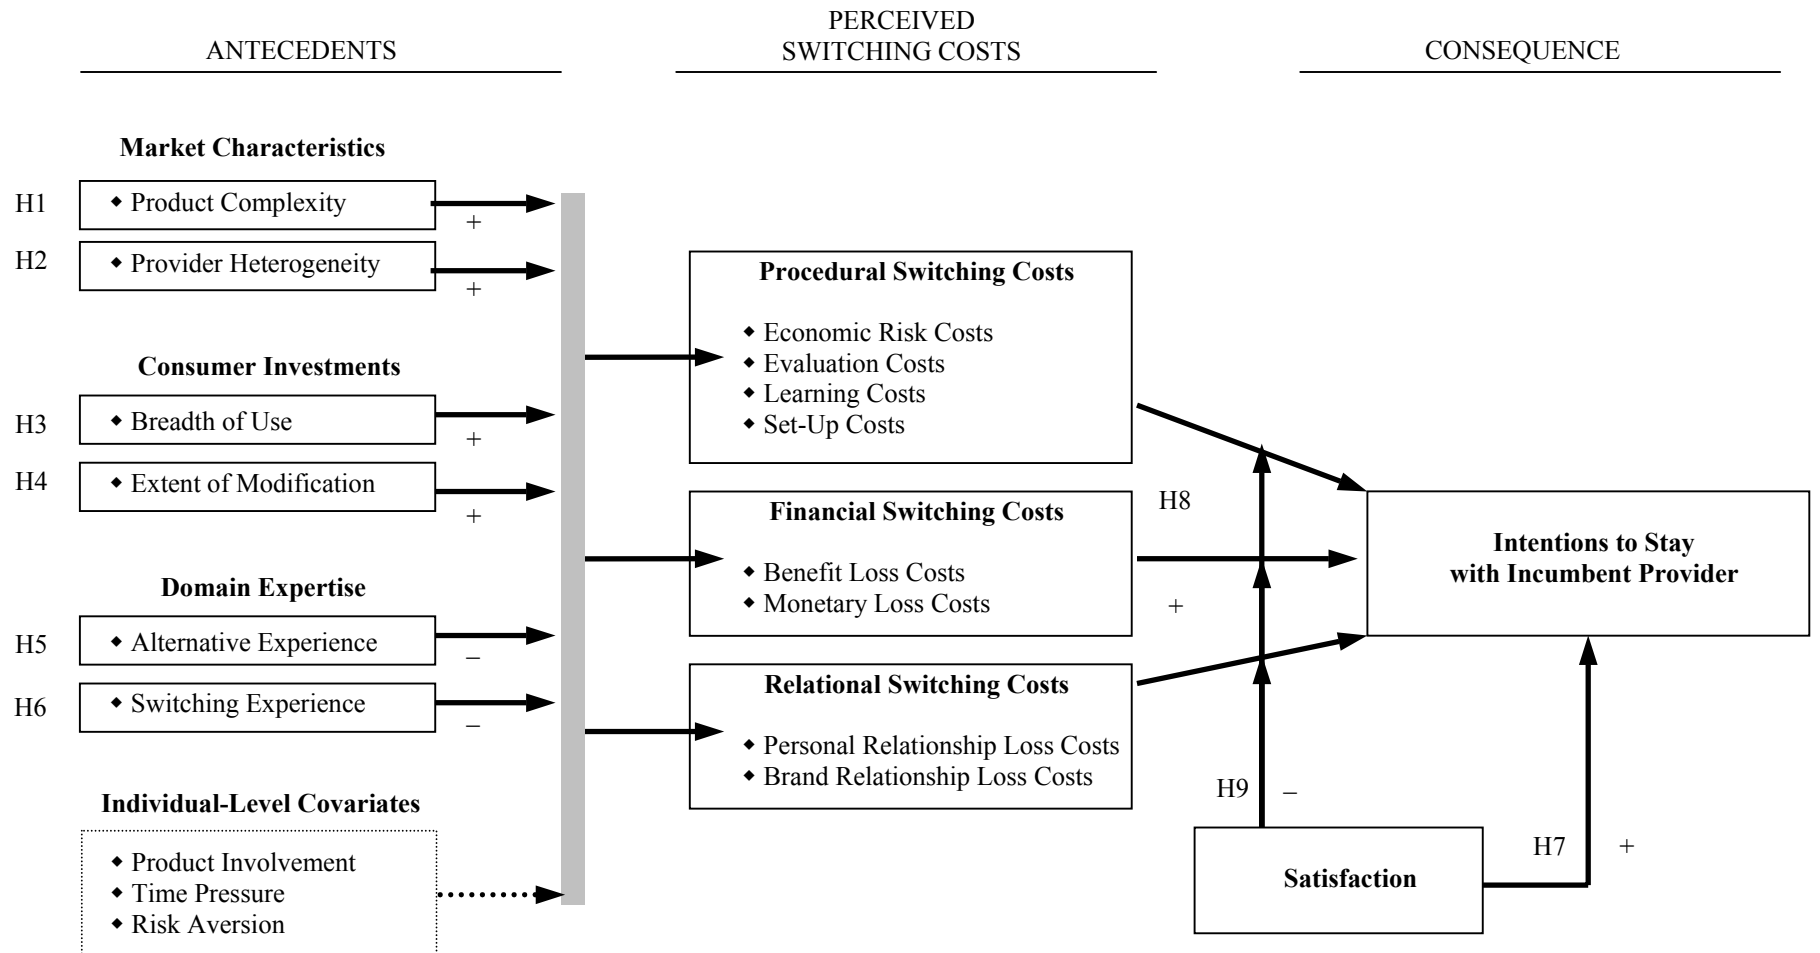 ANTECEDENTS
PERCEIVED
SWITCHING COSTS
CONSEQUENCE
Market Characteristics
H1
◆ Product Complexity
+
H2
◆ Provider Heterogeneity
+
Consumer Investments
H3
◆ Breadth of Use
+
H4
◆ Extent of Modification
+
Domain Expertise
H5
◆ Alternative Experience
–
H6
◆ Switching Experience
–
Individual-Level Covariates
◆ Product Involvement
◆ Time Pressure
◆ Risk Aversion
Procedural Switching Costs
◆ Economic Risk Costs
◆ Evaluation Costs
◆ Learning Costs
◆ Set-Up Costs
Financial Switching Costs
◆ Benefit Loss Costs
◆ Monetary Loss Costs
Relational Switching Costs
◆ Personal Relationship Loss Costs
◆ Brand Relationship Loss Costs
H8
+
H9
–
Intentions to Stay
with Incumbent Provider
H7
+
Satisfaction